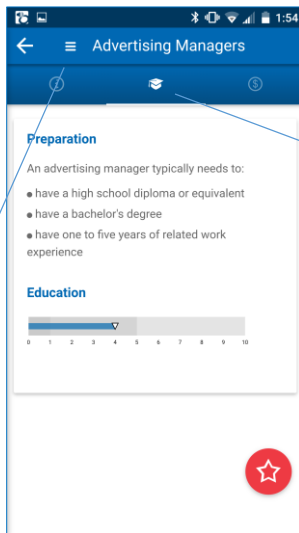 1:54
Advertising Managers
Preparation
An advertising manager typically needs to:
● have a high school diploma or equivalent
● have a bachelor's degree
● have one to five years of related work
experience
Education
0 1 2 3 4 5 6 7 8 9 10